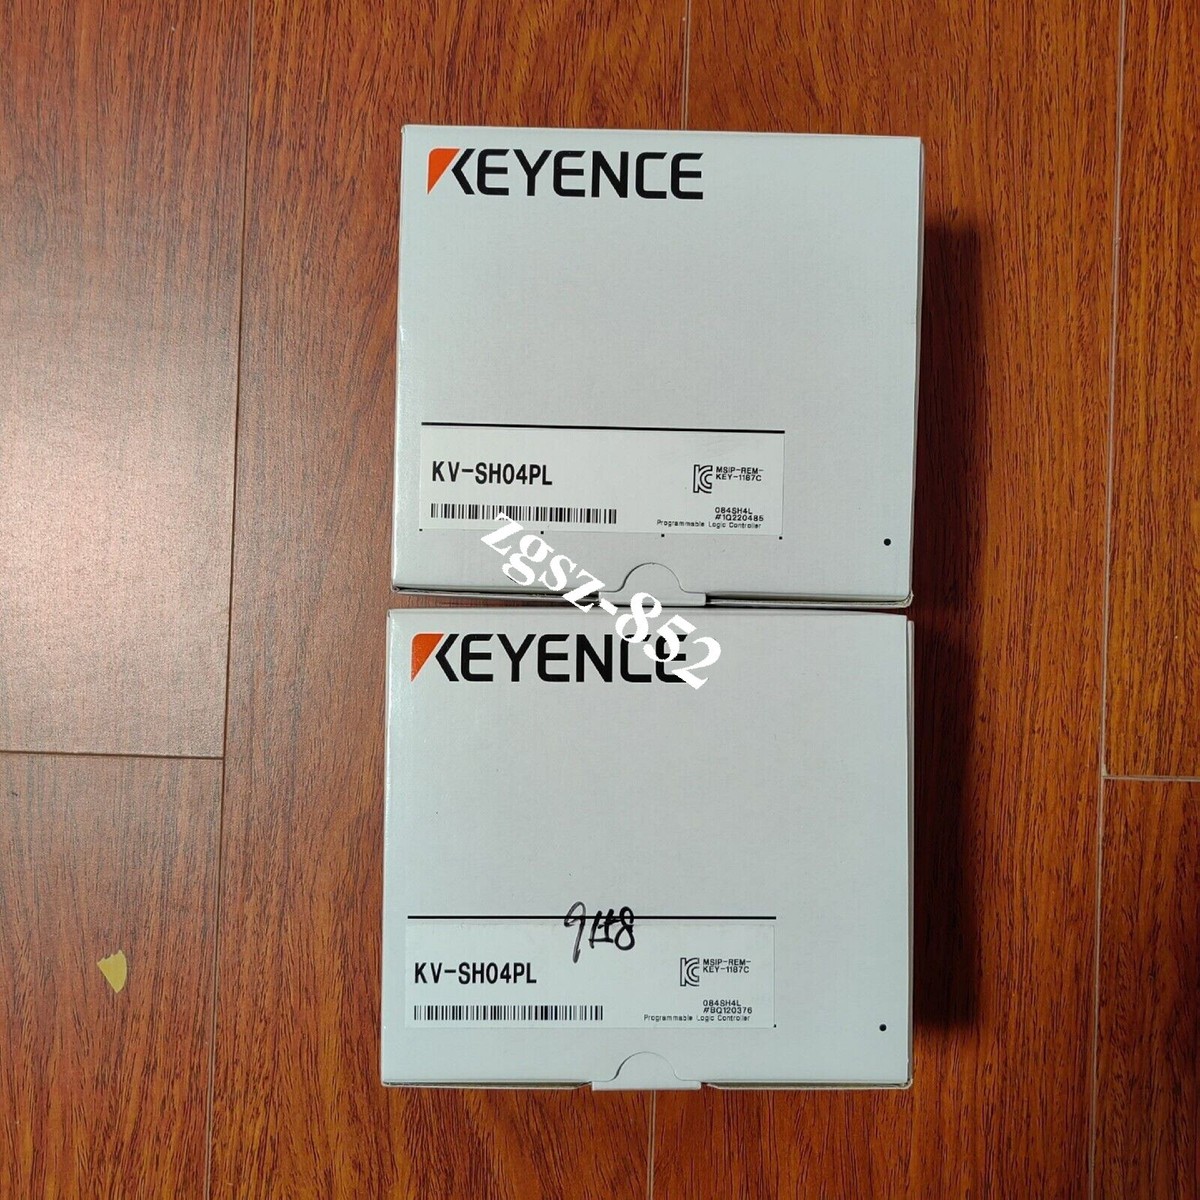 KEYENCE
KV-SH04PL
MSIP-REM-
KEY-1187C
084SH4L
#1Q220485
Programmable Logic Controller
zgsz-852
KEYENCE
KV-SH04PL
MSIP-REM-
KEY-1187C
084SH4L
#BQ120376
Programmable Logic Controller